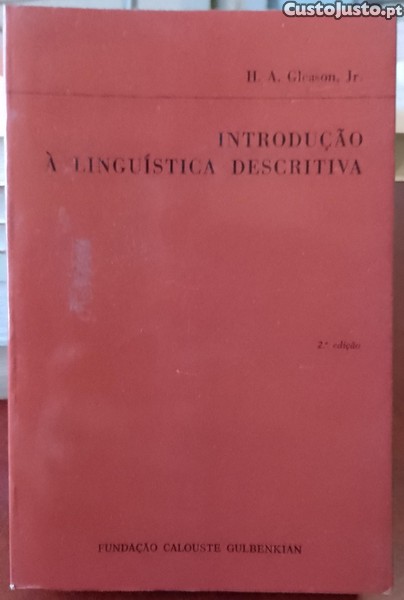 CustoJusto.pt
H. A. Gleason, Jr.
INTRODUÇÃO
À LINGUÍSTICA DESCRITIVA
2.ª edição
FUNDAÇÃO CALOUSTE GULBENKIAN